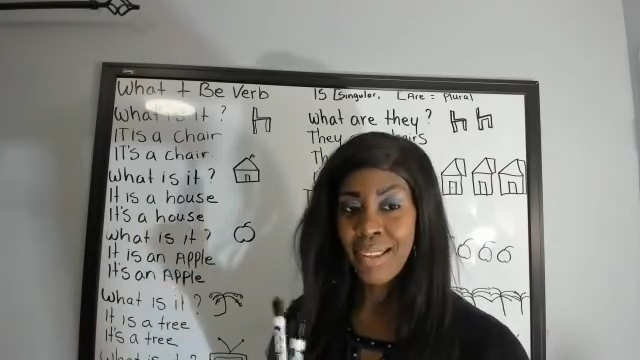 What + Be Verb
What is it ?
IT is a chair
IT's a chair.
What is it ?
It is a house
It's a house
What is it ?
It is an Apple
It's an Apple
What is it ?
It is a tree
It's a tree
IS [Singular. [Are = Plural
What are they ?
They